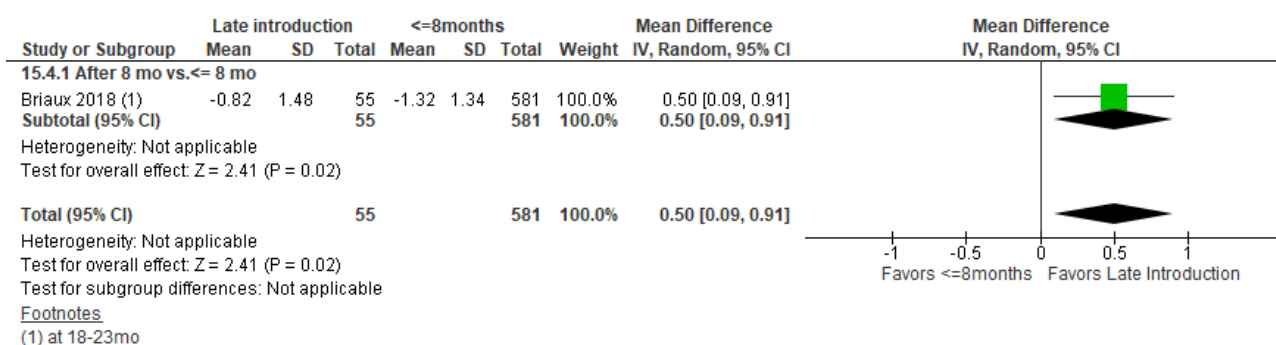 Late introduction <=8months Mean Difference Mean Difference
Study or Subgroup Mean SD Total Mean SD Total Weight IV, Random, 95% CI IV, Random, 95% CI
15.4.1 After 8 mo vs.<= 8 mo
Briaux 2018 (1) -0.82 1.48 55 -1.32 1.34 581 100.0% 0.50 [0.09, 0.91]
Subtotal (95% CI) 55 581 100.0% 0.50 [0.09, 0.91]
Heterogeneity: Not applicable
Test for overall effect: Z = 2.41 (P = 0.02)
Total (95% CI) 55 581 100.0% 0.50 [0.09, 0.91]
Heterogeneity: Not applicable
Test for overall effect: Z = 2.41 (P = 0.02)
Test for subgroup differences: Not applicable
-1 -0.5 0 0.5 1
Favors <=8months Favors Late Introduction
Footnotes
(1) at 18-23mo